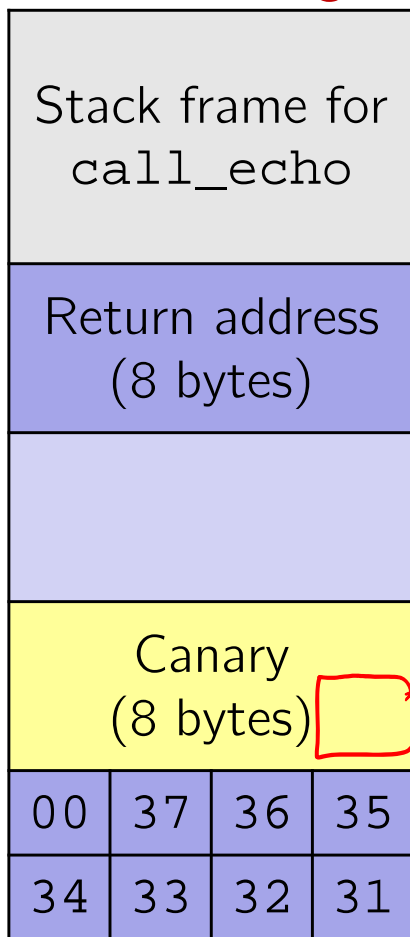 Stack frame for
call_echo
Return address
(8 bytes)
Canary
(8 bytes)
00 37 36 35
34 33 32 31